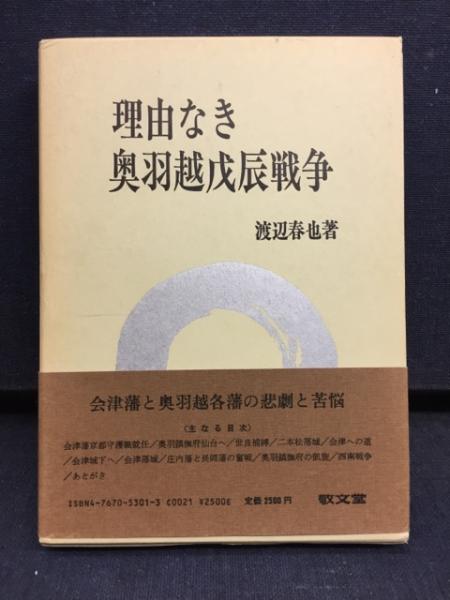 理由なき
奥羽越戊辰戦争
渡辺春也著
会津藩と奥羽越各藩の悲劇と苦悩
〈主なる目次〉
会津藩京都守護職就任／奥羽鎮撫府仙台へ／世良捕縛／二本松落城／会津への道
／会津城下へ／会津落城／庄内藩と長岡藩の奮戦／奥羽鎮撫府の凱旋／西南戦争
／あとがき
ISBN4-7670-5301-3 C0021 ¥2500E 定価2500円 敬文堂